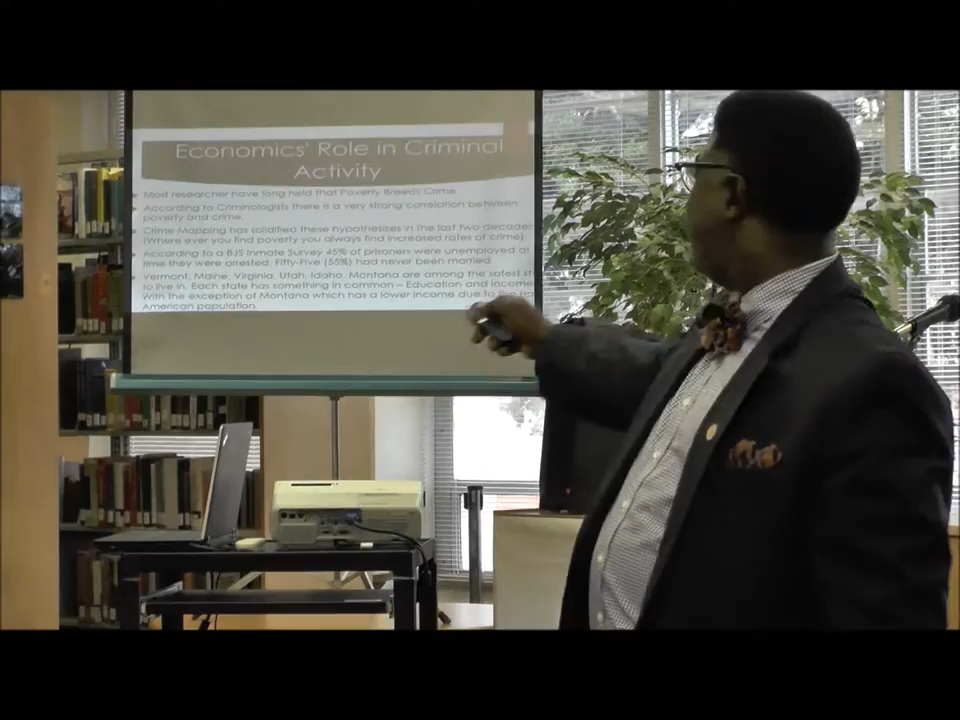 Economics' Role in Criminal
Activity
Most researcher have long held that Poverty Breeds Crime
According to Criminologists there is a very strong correlation between
poverty and crime.
Crime Mapping has solidified these hypothesizes in the last two decades
(Where ever you find poverty you always find increased rates of crime).
According to a BJS Inmate Survey 45% of prisoners were unemployed at
time they were arrested. Fifty-Five (55%) had never been married.
Vermont, Maine, Virginia, Utah, Idaho, Montana are among the safest
to live in. Each state has something in common – Education and Income
with the exception of Montana which has a lower income due to the
American population.